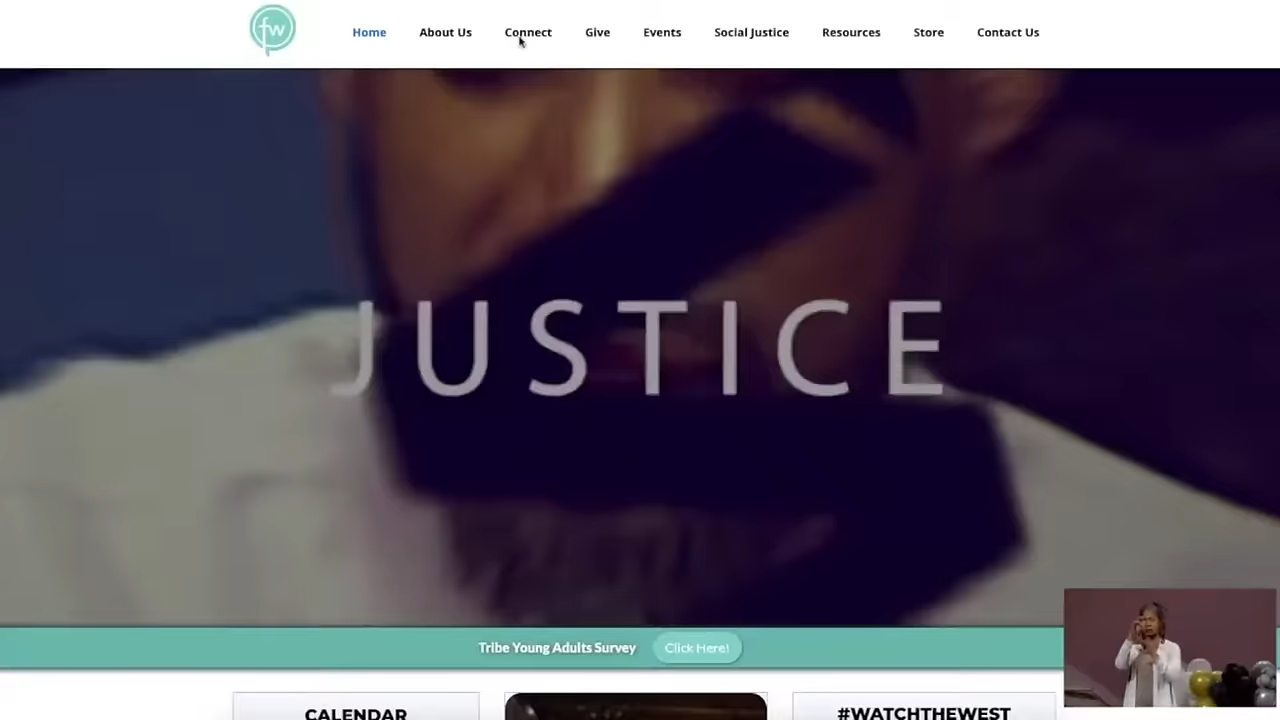 fw
Home About Us Connect Give Events Social Justice Resources Store Contact Us
JUSTICE
Tribe Young Adults Survey Click Here!
CALENDAR
#WATCHTHEWEST